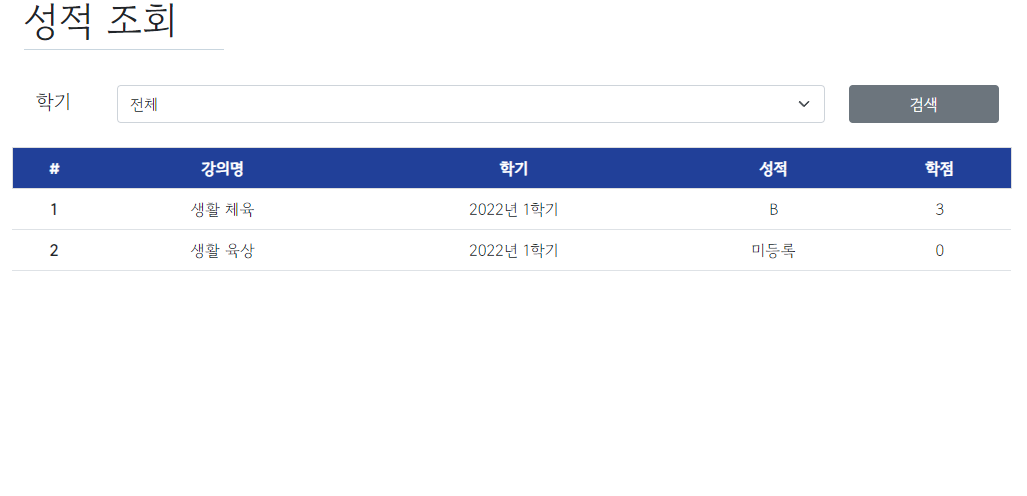 성적 조회
학기 전체 검색
# 강의명 학기 성적 학점
1 생활 체육 2022년 1학기 B 3
2 생활 육상 2022년 1학기 미등록 0